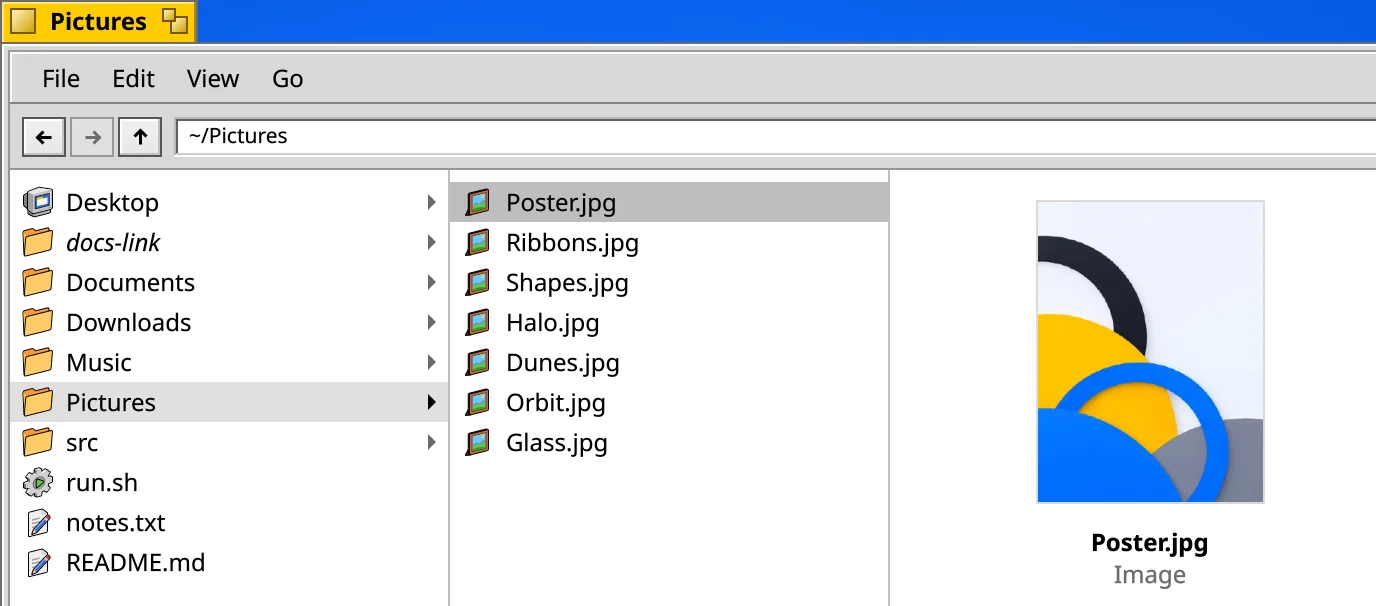 Pictures
File Edit View Go
~/Pictures
Desktop
docs-link
Documents
Downloads
Music
Pictures
src
run.sh
notes.txt
README.md
Poster.jpg
Ribbons.jpg
Shapes.jpg
Halo.jpg
Dunes.jpg
Orbit.jpg
Glass.jpg
Poster.jpg
Image